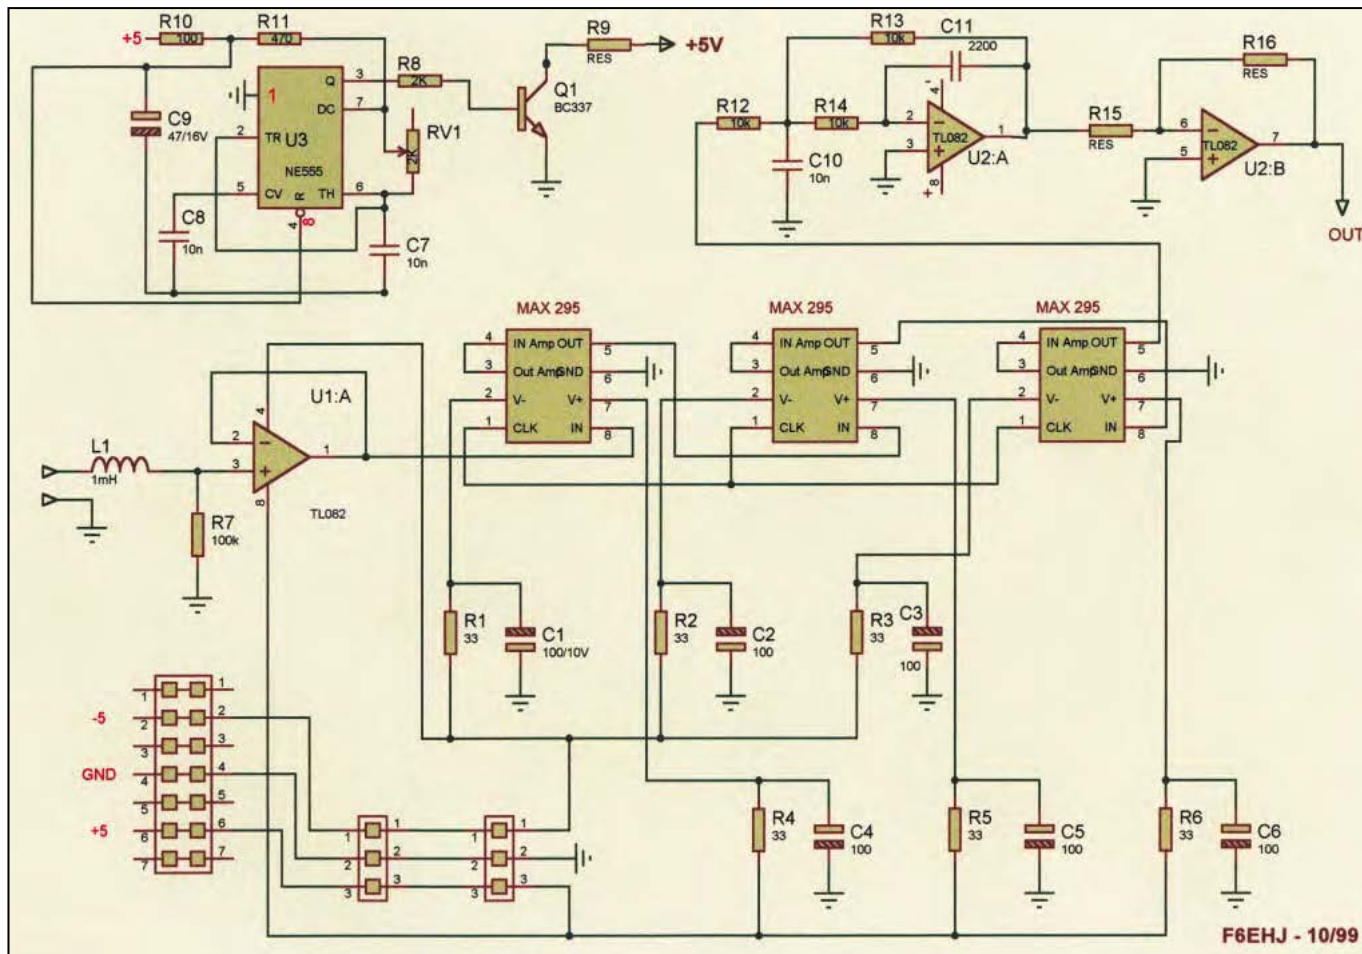 R10
+5
100
R11
470
C9
47/16V
1
U3
NE555
Q
3
DC
7
2
TR
5
CV
R
4
8
TH
6
C8
10n
C7
10n
R8
2K
RV1
2K
Q1
BC337
R9
RES
+5V
R12
10k
R13
10k
C11
2200
R14
10k
C10
10n
4
2
3
1
8
+
TL082
U2:A
R15
RES
R16
RES
6
5
7
TL082
U2:B
OUT
MAX 295
4 IN Amp OUT 5
3 Out Amp GND 6
2 V- V+ 7
1 CLK IN 8
MAX 295
4 IN Amp OUT 5
3 Out Amp GND 6
2 V- V+ 7
1 CLK IN 8
MAX 295
4 IN Amp OUT 5
3 Out Amp GND 6
2 V- V+ 7
1 CLK IN 8
L1
1mH
R7
100k
U1:A
4
2
3
1
8
TL082
R1
33
C1
100/10V
R2
33
C2
100
R3
33
C3
100
-5
GND
+5
1 1
2 2
3 3
4 4
5 5
6 6
7 7
1 1
2 2
3 3
1 1
2 2
3 3
R4
33
C4
100
R5
33
C5
100
R6
33
C6
100
F6EHJ - 10/99